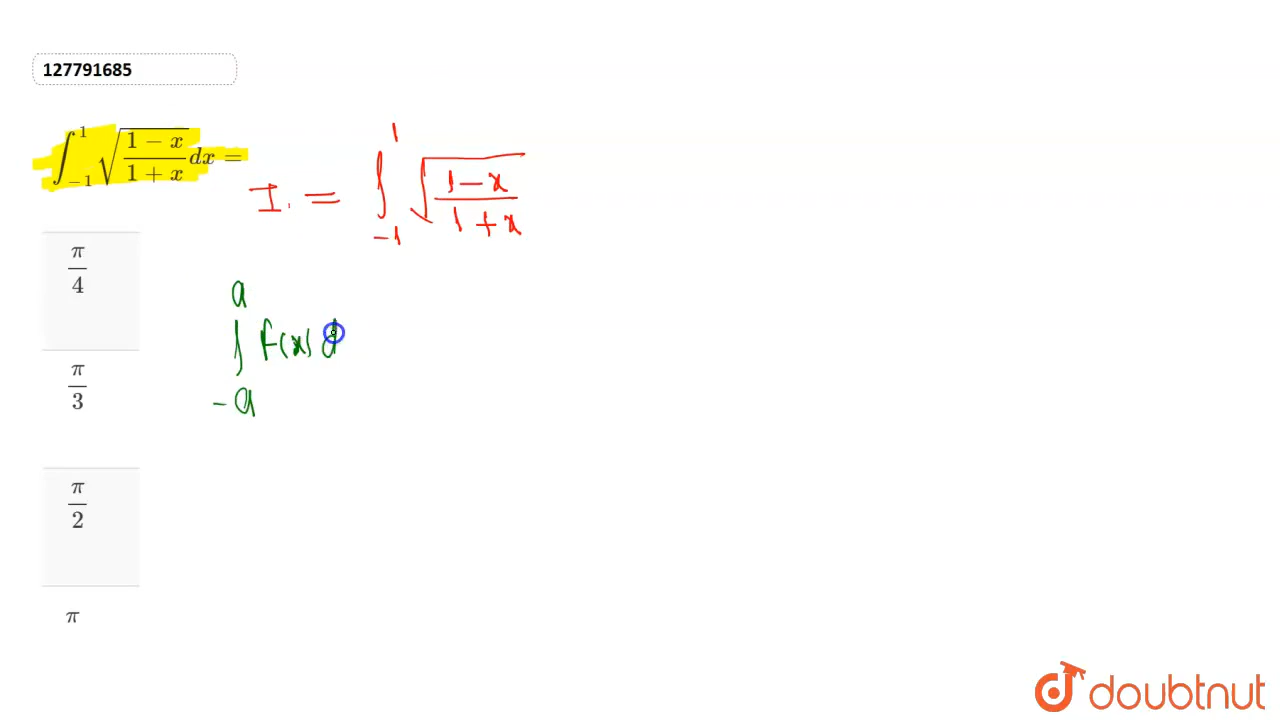 127791685
∫_{-1}^{1} √((1 − x)/(1 + x)) dx =
I = ∫_{-1}^{1} √((1−x)/(1+x))
π/4
∫_{-a}^{a} f(x) d
π/3
π/2
π
doubtnut